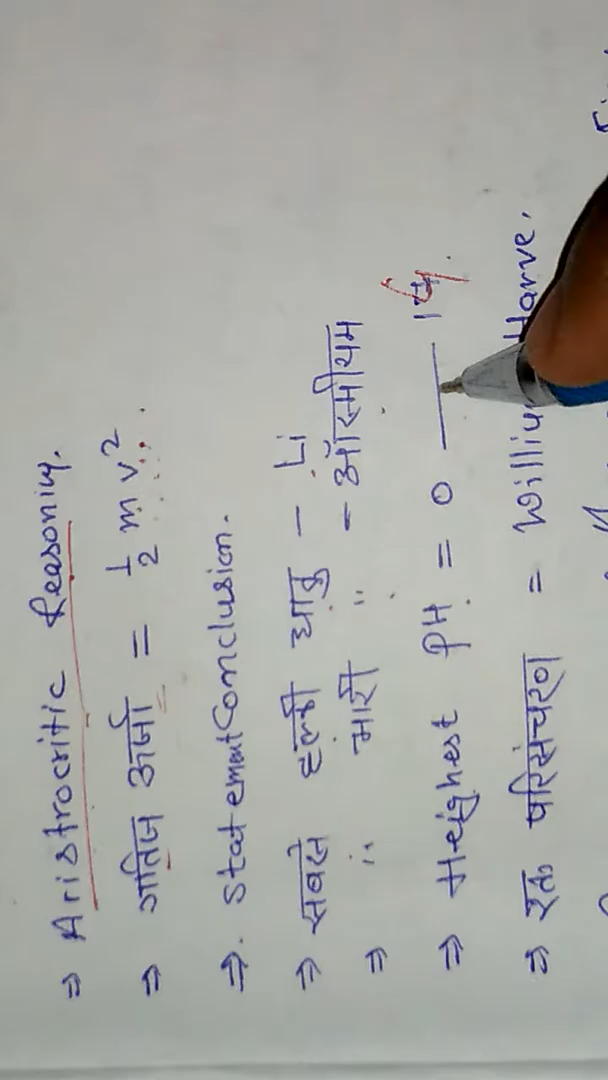 ⇒ Aristrocritic Reasoning.
⇒ गतिज ऊर्जा = 1/2 mv²
⇒. Statement Conclusion.
⇒ सबसे हल्की धातु - Li
⇒ " भारी " - ऑस्मीयम
⇒ Heighest PH = 0 — 14.
⇒ रक्त परिसंचरण = Willium Harve.